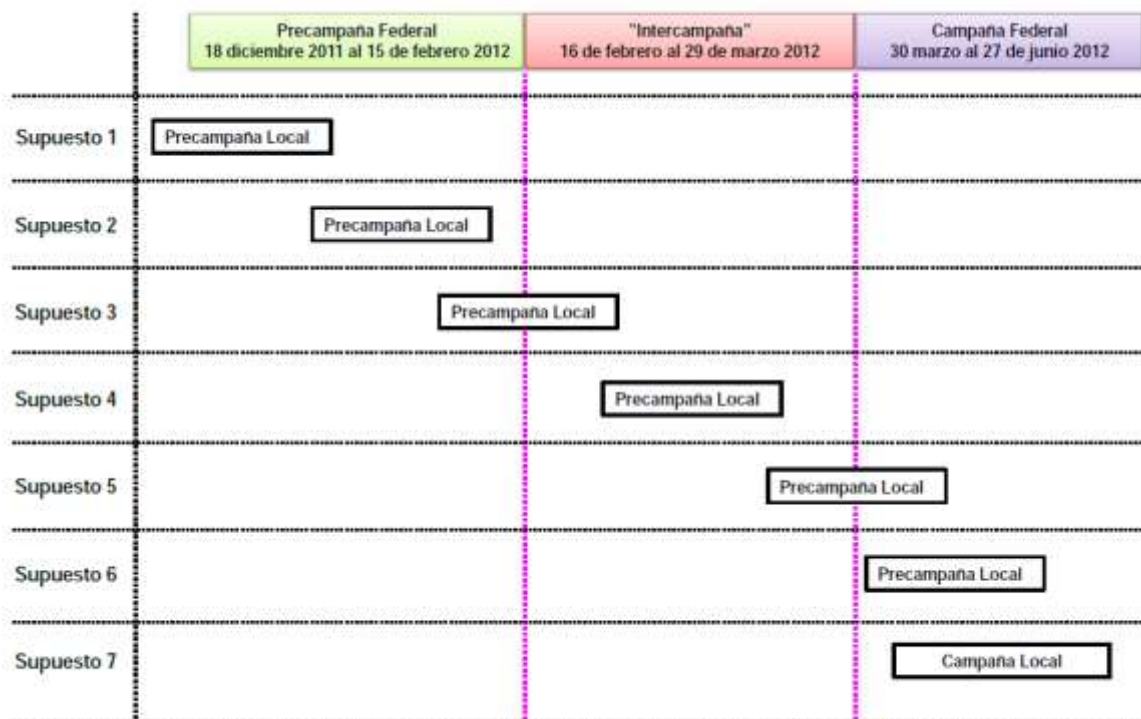 Precampaña Federal
18 diciembre 2011 al 15 de febrero 2012
"Intercampaña"
16 de febrero al 29 de marzo 2012
Campaña Federal
30 marzo al 27 de junio 2012
Supuesto 1
Precampaña Local
Supuesto 2
Precampaña Local
Supuesto 3
Precampaña Local
Supuesto 4
Precampaña Local
Supuesto 5
Precampaña Local
Supuesto 6
Precampaña Local
Supuesto 7
Campaña Local